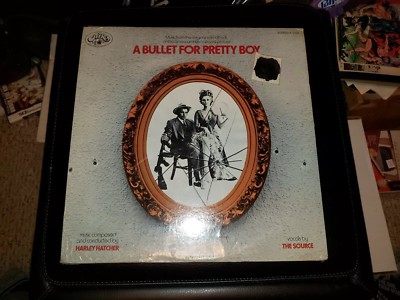 A BULLET FOR PRETTY BOY
music composed
and conducted by
HARLEY HATCHER
vocals by
THE SOURCE